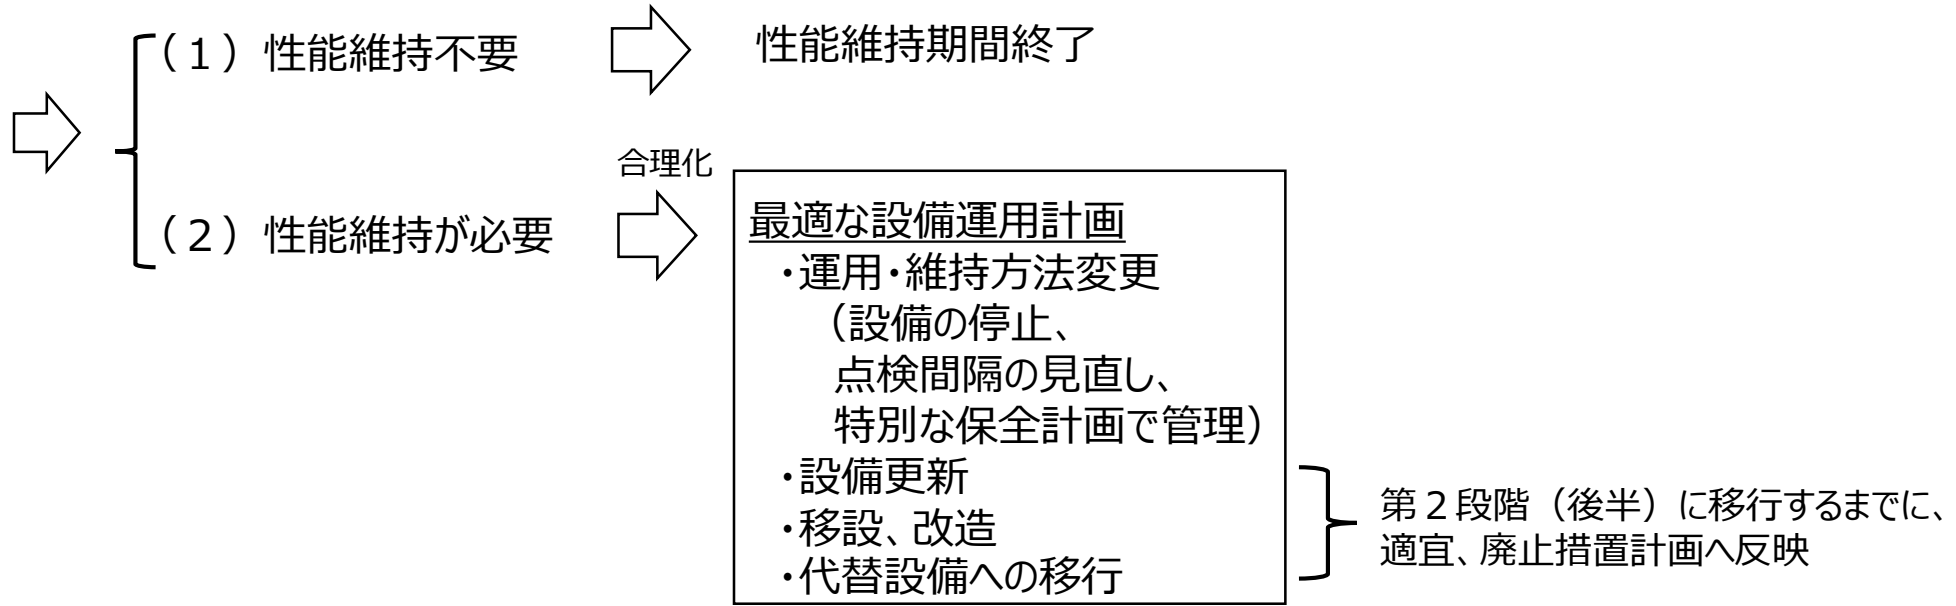 （１）性能維持不要
性能維持期間終了
合理化
（２）性能維持が必要
最適な設備運用計画
・運用・維持方法変更
（設備の停止、
点検間隔の見直し、
特別な保全計画で管理）
・設備更新
・移設、改造
・代替設備への移行
第２段階（後半）に移行するまでに、
適宜、廃止措置計画へ反映